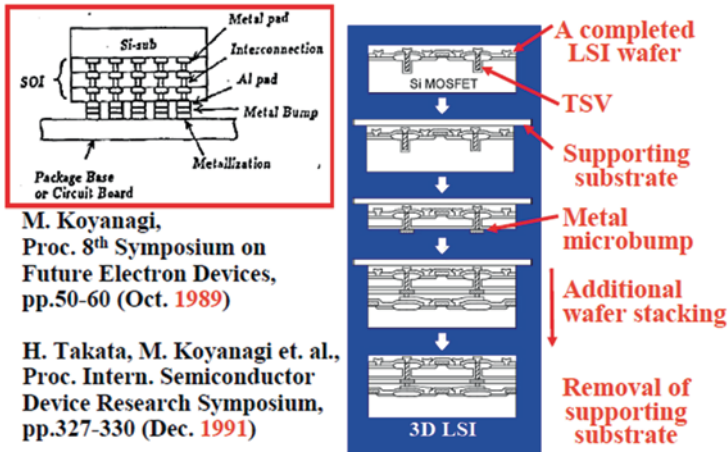 Metal pad
Si-sub
Interconnection
SOI
Al pad
Metal Bump
Metallization
Package Base
or Circuit Board
M. Koyanagi,
Proc. 8th Symposium on
Future Electron Devices,
pp.50-60 (Oct. 1989)
H. Takata, M. Koyanagi et. al.,
Proc. Intern. Semiconductor
Device Research Symposium,
pp.327-330 (Dec. 1991)
Si MOSFET
3D LSI
A completed
LSI wafer
TSV
Supporting
substrate
Metal
microbump
Additional
wafer stacking
Removal of
supporting
substrate